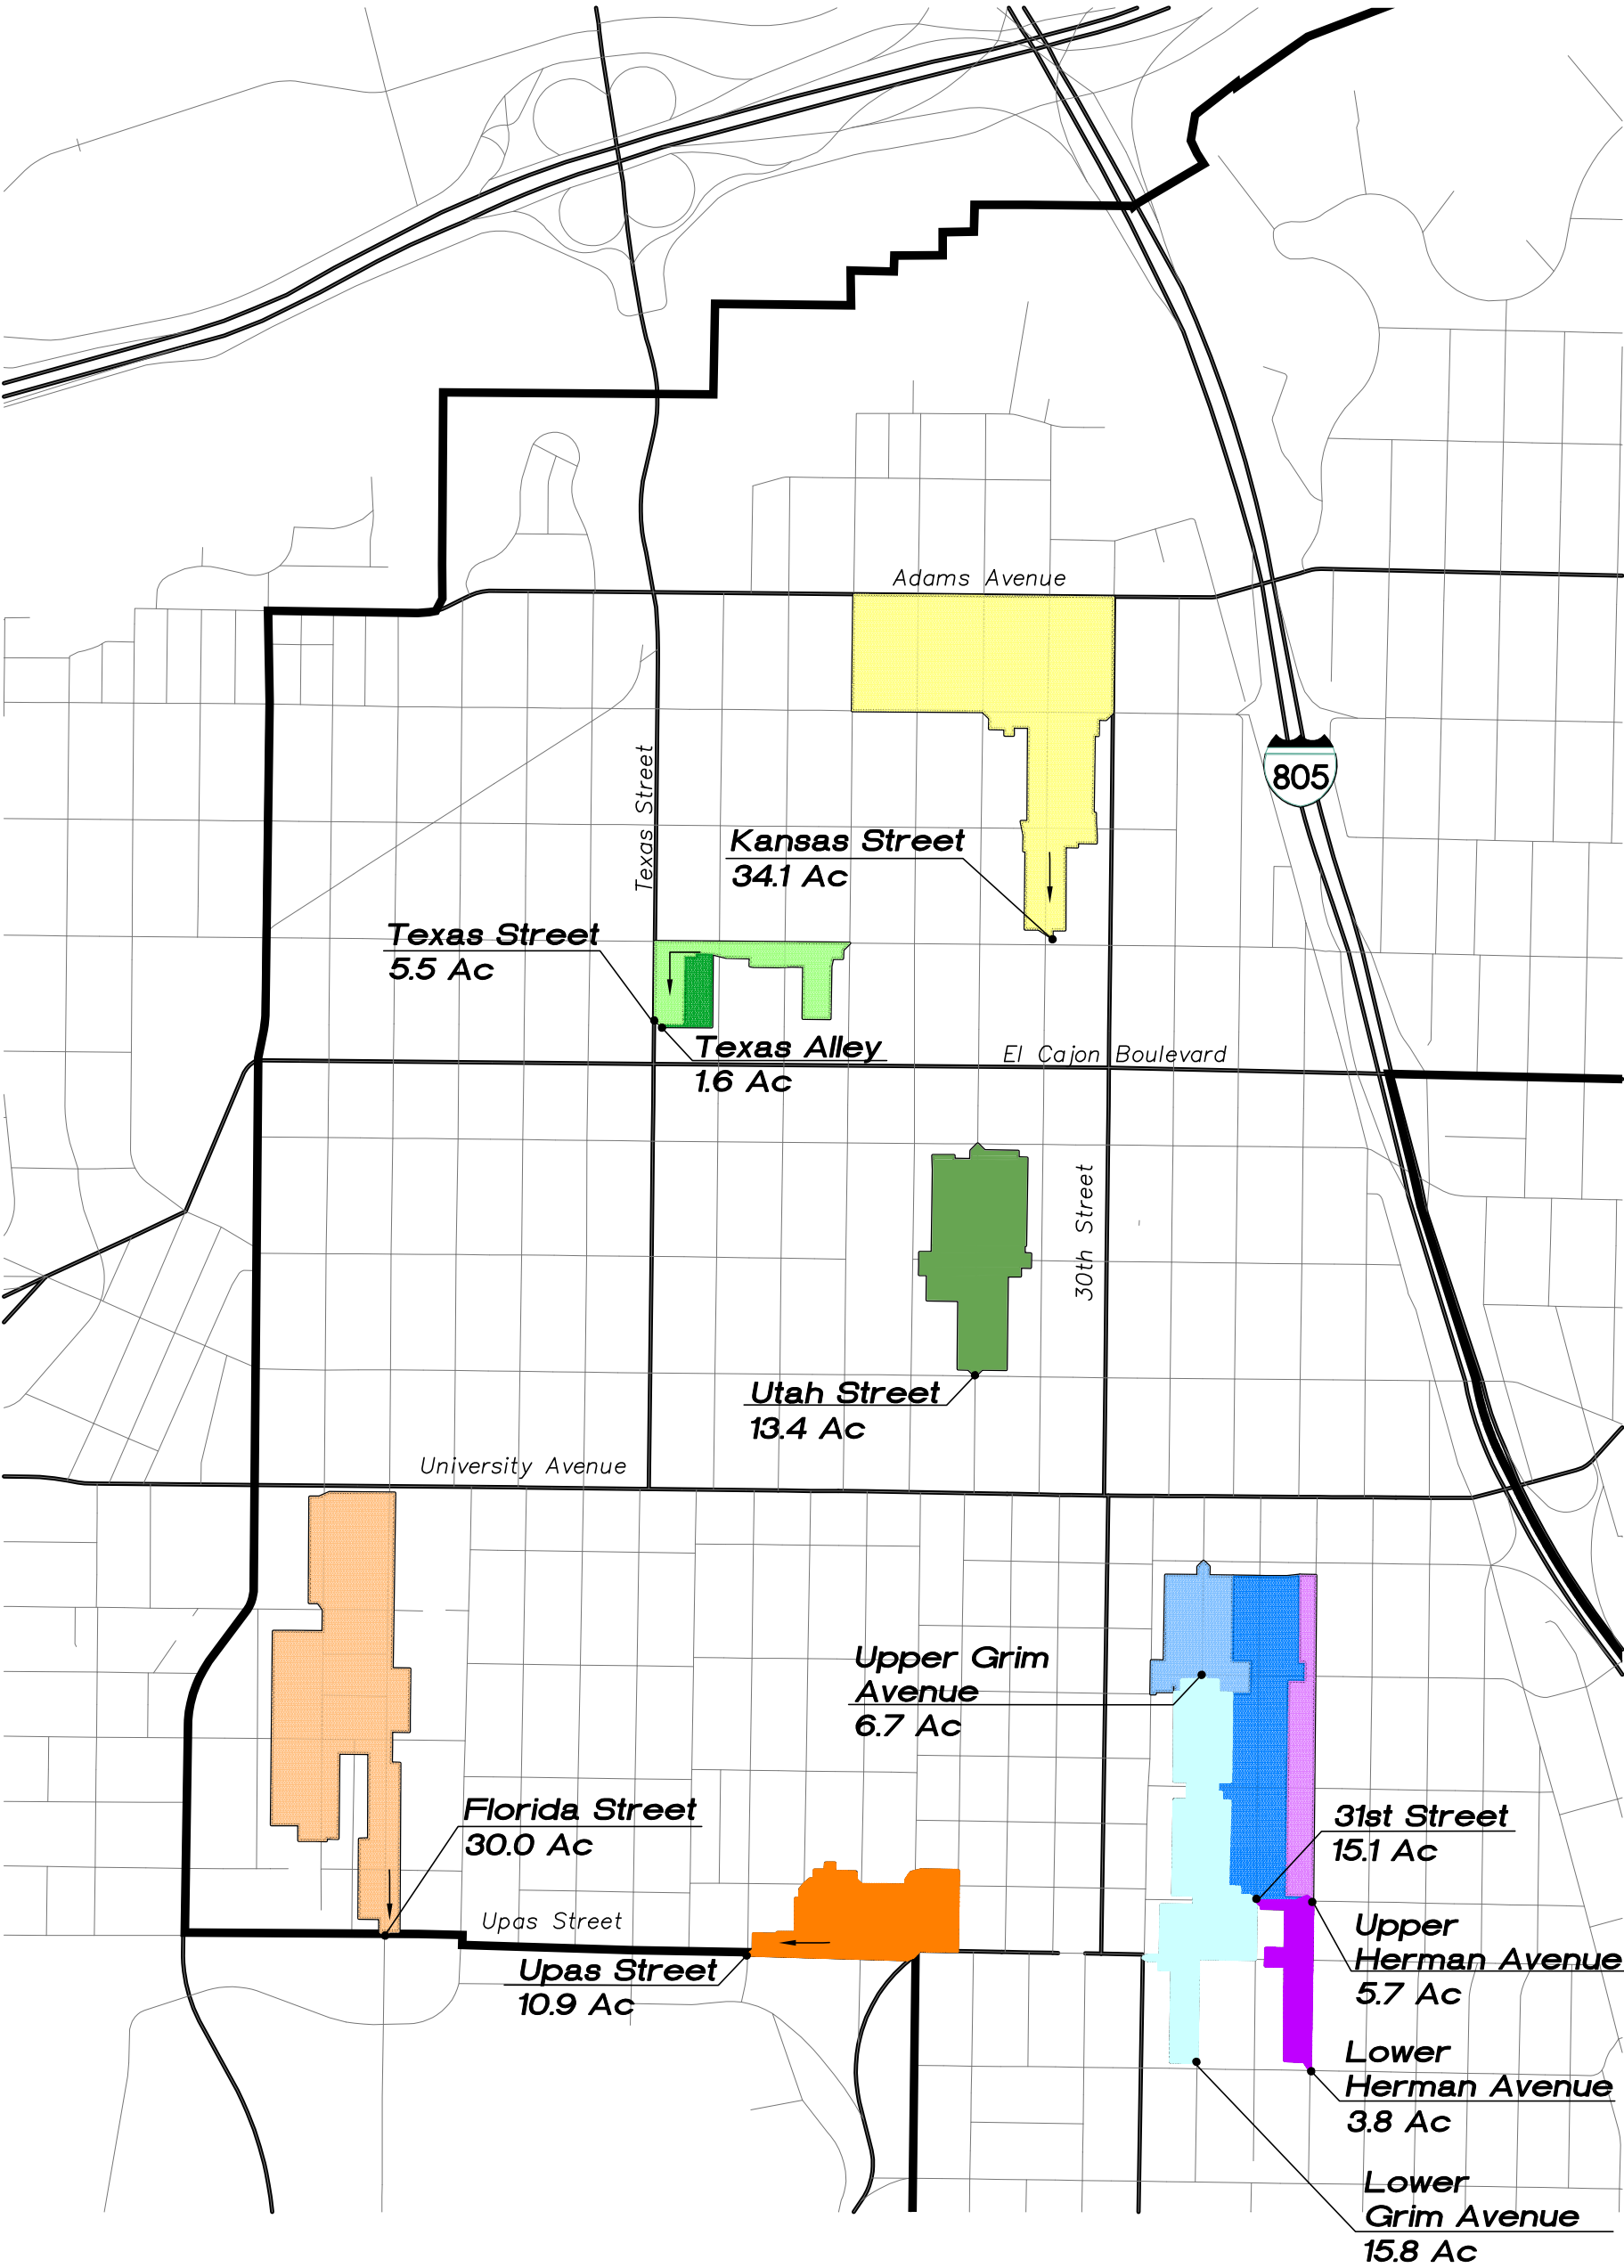 Adams Avenue
Texas Street
805
Kansas Street
34.1 Ac
Texas Street
5.5 Ac
Texas Alley
1.6 Ac
El Cajon Boulevard
30th Street
Utah Street
13.4 Ac
University Avenue
Upper Grim
Avenue
6.7 Ac
Florida Street
30.0 Ac
31st Street
15.1 Ac
Upas Street
Upas Street
10.9 Ac
Upper
Herman Avenue
5.7 Ac
Lower
Herman Avenue
3.8 Ac
Lower
Grim Avenue
15.8 Ac